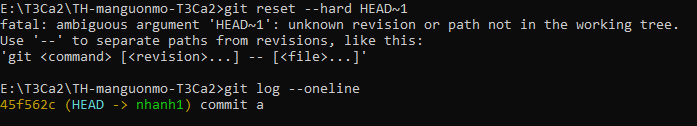 E:\T3Ca2\TH-manguonmo-T3Ca2>git reset --hard HEAD~1
fatal: ambiguous argument 'HEAD~1': unknown revision or path not in the working tree.
Use '--' to separate paths from revisions, like this:
'git <command> [<revision>...] -- [<file>...]'
E:\T3Ca2\TH-manguonmo-T3Ca2>git log --oneline
45f562c (HEAD -> nhanh1) commit a